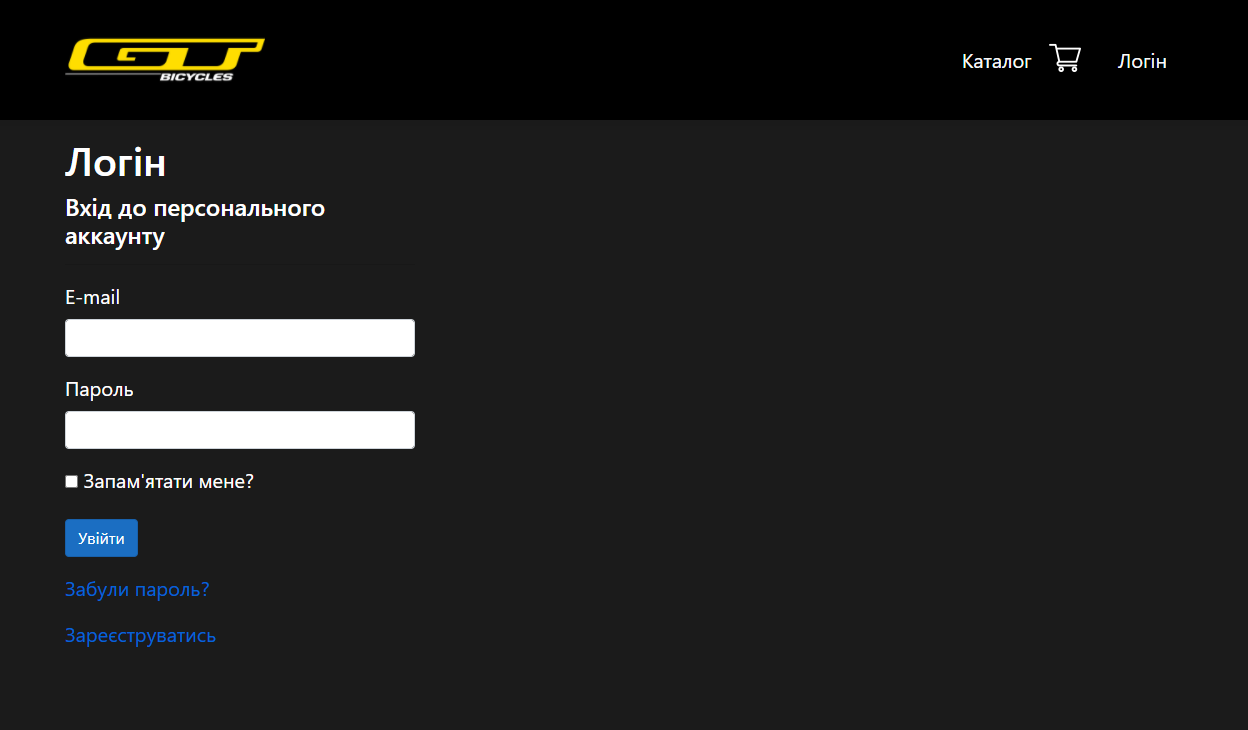 GT
BICYCLES
Каталог
Логін
Логін
Вхід до персонального
аккаунту
E-mail
Пароль
Запам'ятати мене?
Увійти
Забули пароль?
Зареєструватись